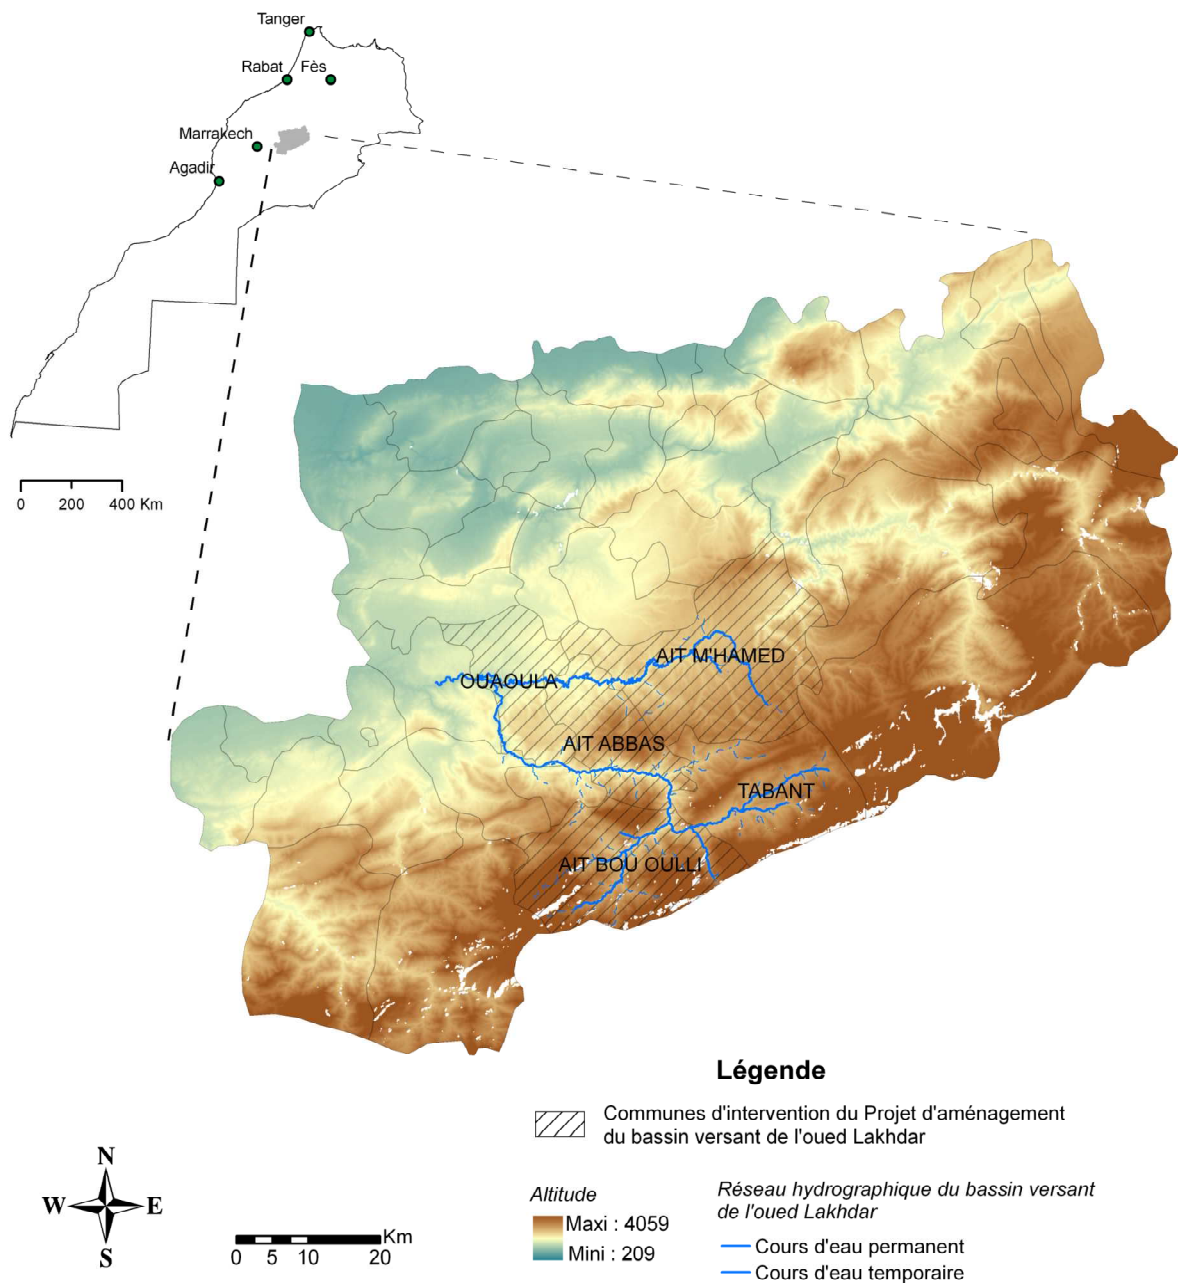 Tanger
Rabat
Fès
Marrakech
Agadir
0 200 400 Km
AIT M'HAMED
OUAOULA
AIT ABBAS
TABANT
AIT BOU OULLI
Légende
Communes d'intervention du Projet d'aménagement
du bassin versant de l'oued Lakhdar
N
W E
S
Altitude
Maxi : 4059
Mini : 209
Réseau hydrographique du bassin versant
de l'oued Lakhdar
Cours d'eau permanent
Cours d'eau temporaire
Km
0 5 10 20